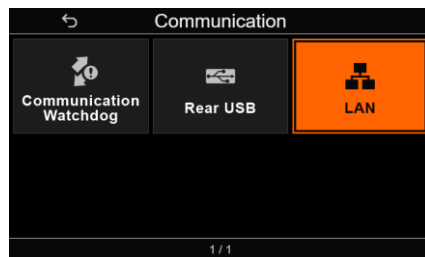 Communication
Communication
Watchdog
Rear USB
LAN
1 / 1